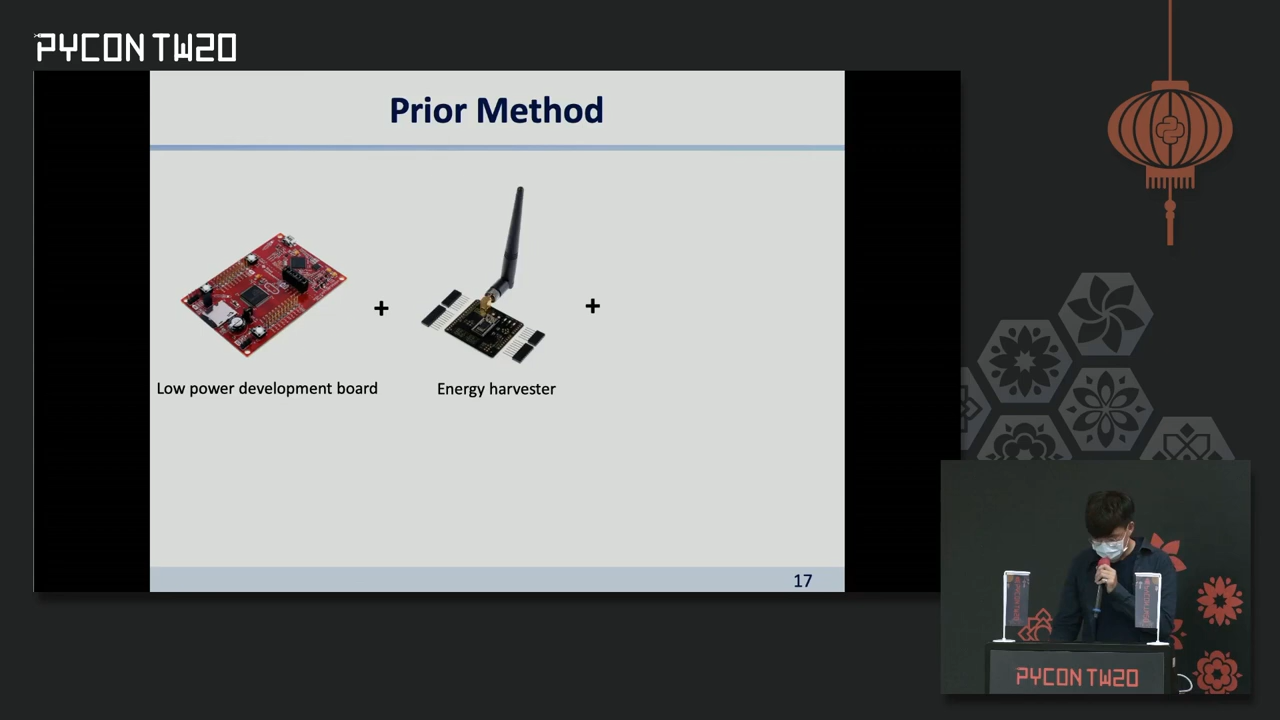 PYCON TW20
Prior Method
+
+
Low power development board
Energy harvester
17
PYCON TW20